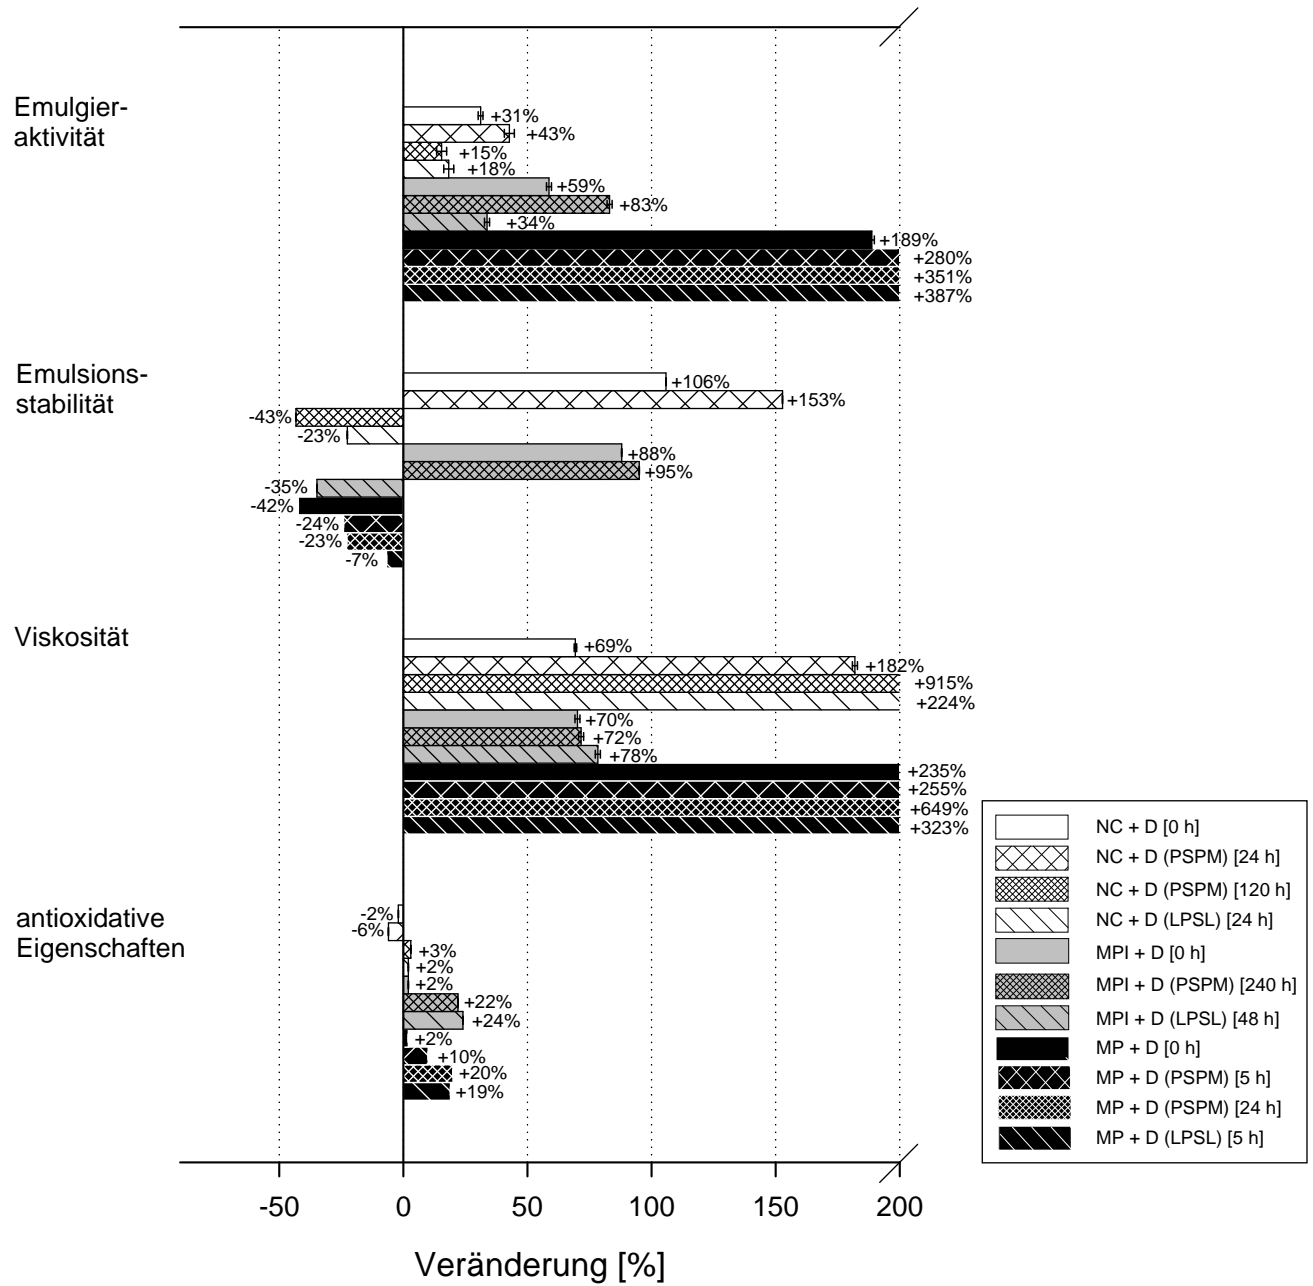 Emulgier-
aktivität
+31%
+43%
+15%
+18%
+59%
+83%
+34%
+189%
+280%
+351%
+387%
Emulsions-
stabilität
+106%
+153%
-43%
-23%
+88%
+95%
-35%
-42%
-24%
-23%
-7%
Viskosität
+69%
+182%
+915%
+224%
+70%
+72%
+78%
+235%
+255%
+649%
+323%
antioxidative
Eigenschaften
-2%
-6%
+3%
+2%
+2%
+22%
+24%
+2%
+10%
+20%
+19%
NC + D [0 h]
NC + D (PSPM) [24 h]
NC + D (PSPM) [120 h]
NC + D (LPSL) [24 h]
MPI + D [0 h]
MPI + D (PSPM) [240 h]
MPI + D (LPSL) [48 h]
MP + D [0 h]
MP + D (PSPM) [5 h]
MP + D (PSPM) [24 h]
MP + D (LPSL) [5 h]
-50 0 50 100 150 200
Veränderung [%]